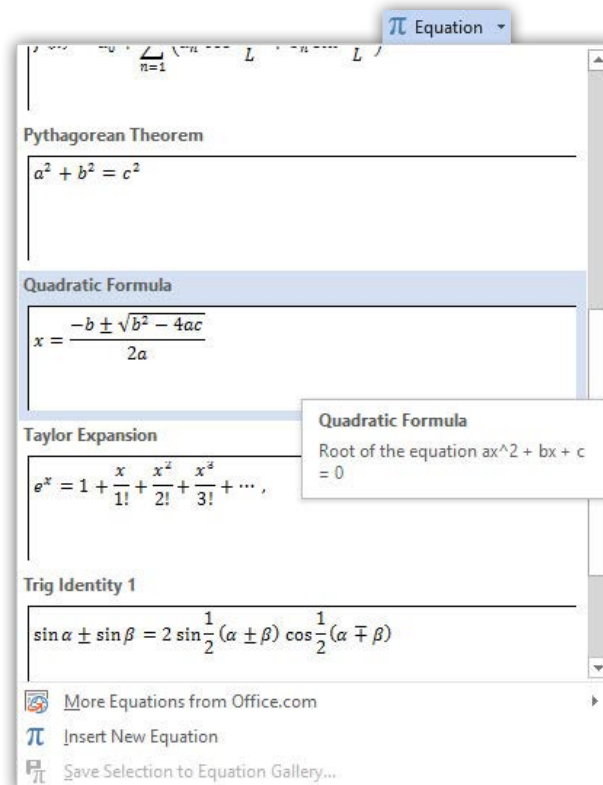 π Equation
n=1
L
L
Pythagorean Theorem
a² + b² = c²
Quadratic Formula
x = (−b ± √(b² − 4ac)) / 2a
Quadratic Formula
Root of the equation ax^2 + bx + c
= 0
Taylor Expansion
eˣ = 1 + x/1! + x²/2! + x³/3! + ⋯ ,
Trig Identity 1
sin α ± sin β = 2 sin 1/2 (α ± β) cos 1/2 (α ∓ β)
More Equations from Office.com
π Insert New Equation
Save Selection to Equation Gallery...